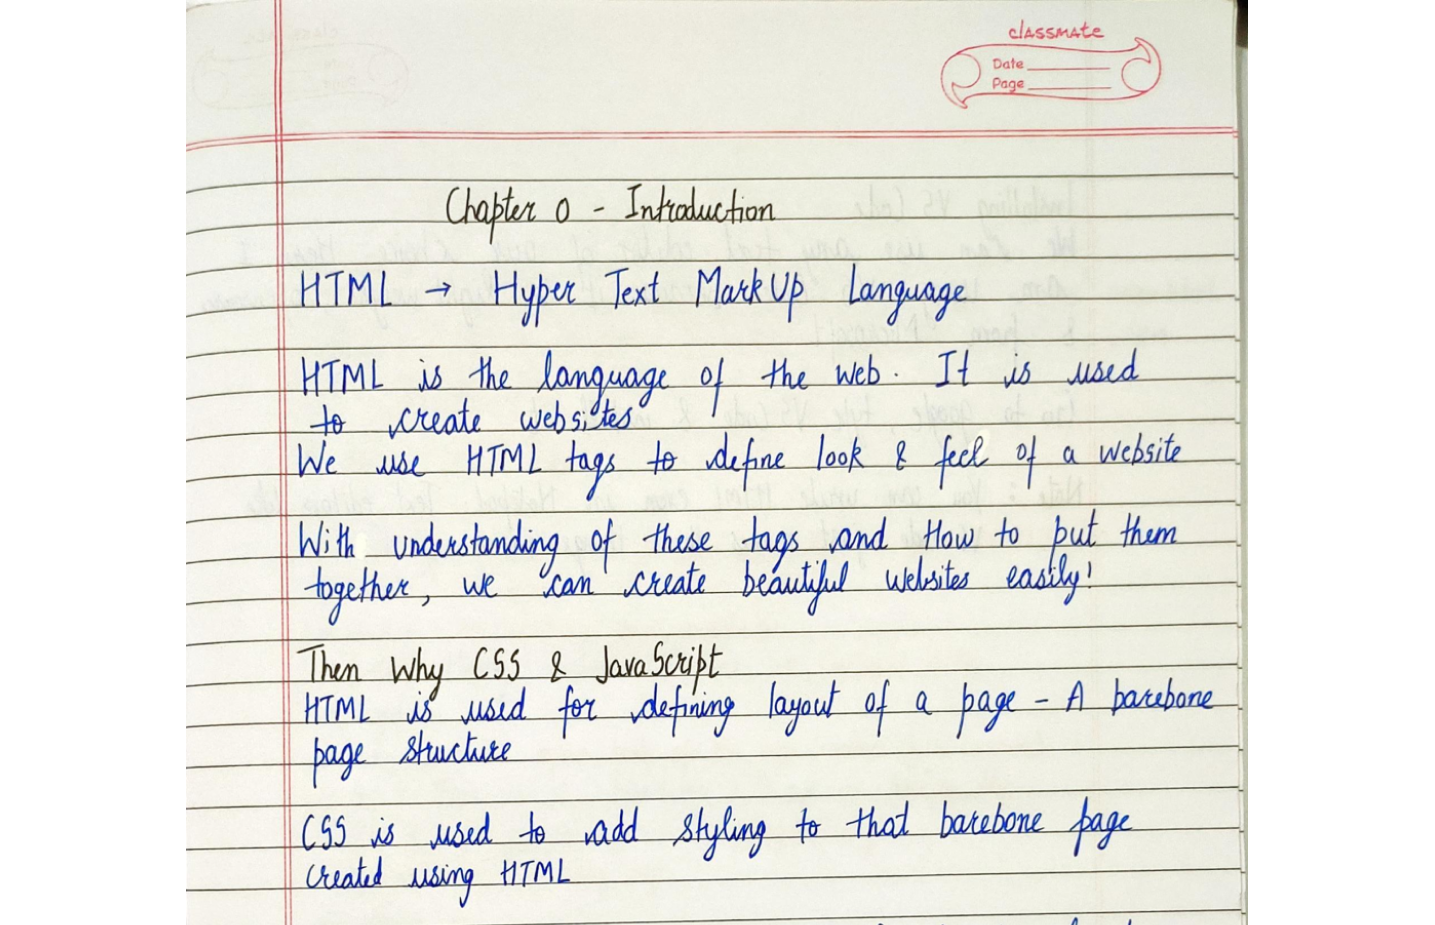 classmate
Date
Page
Chapter 0 - Introduction
HTML → Hyper Text MarkUp Language
HTML is the language of the web. It is used
to create websites
We use HTML tags to define look & feel of a website
With understanding of these tags and How to put them
together, we can create beautiful websites easily!
Then Why CSS & JavaScript
HTML is used for defining layout of a page - A barebone
page structure
CSS is used to add styling to that barebone page
created using HTML